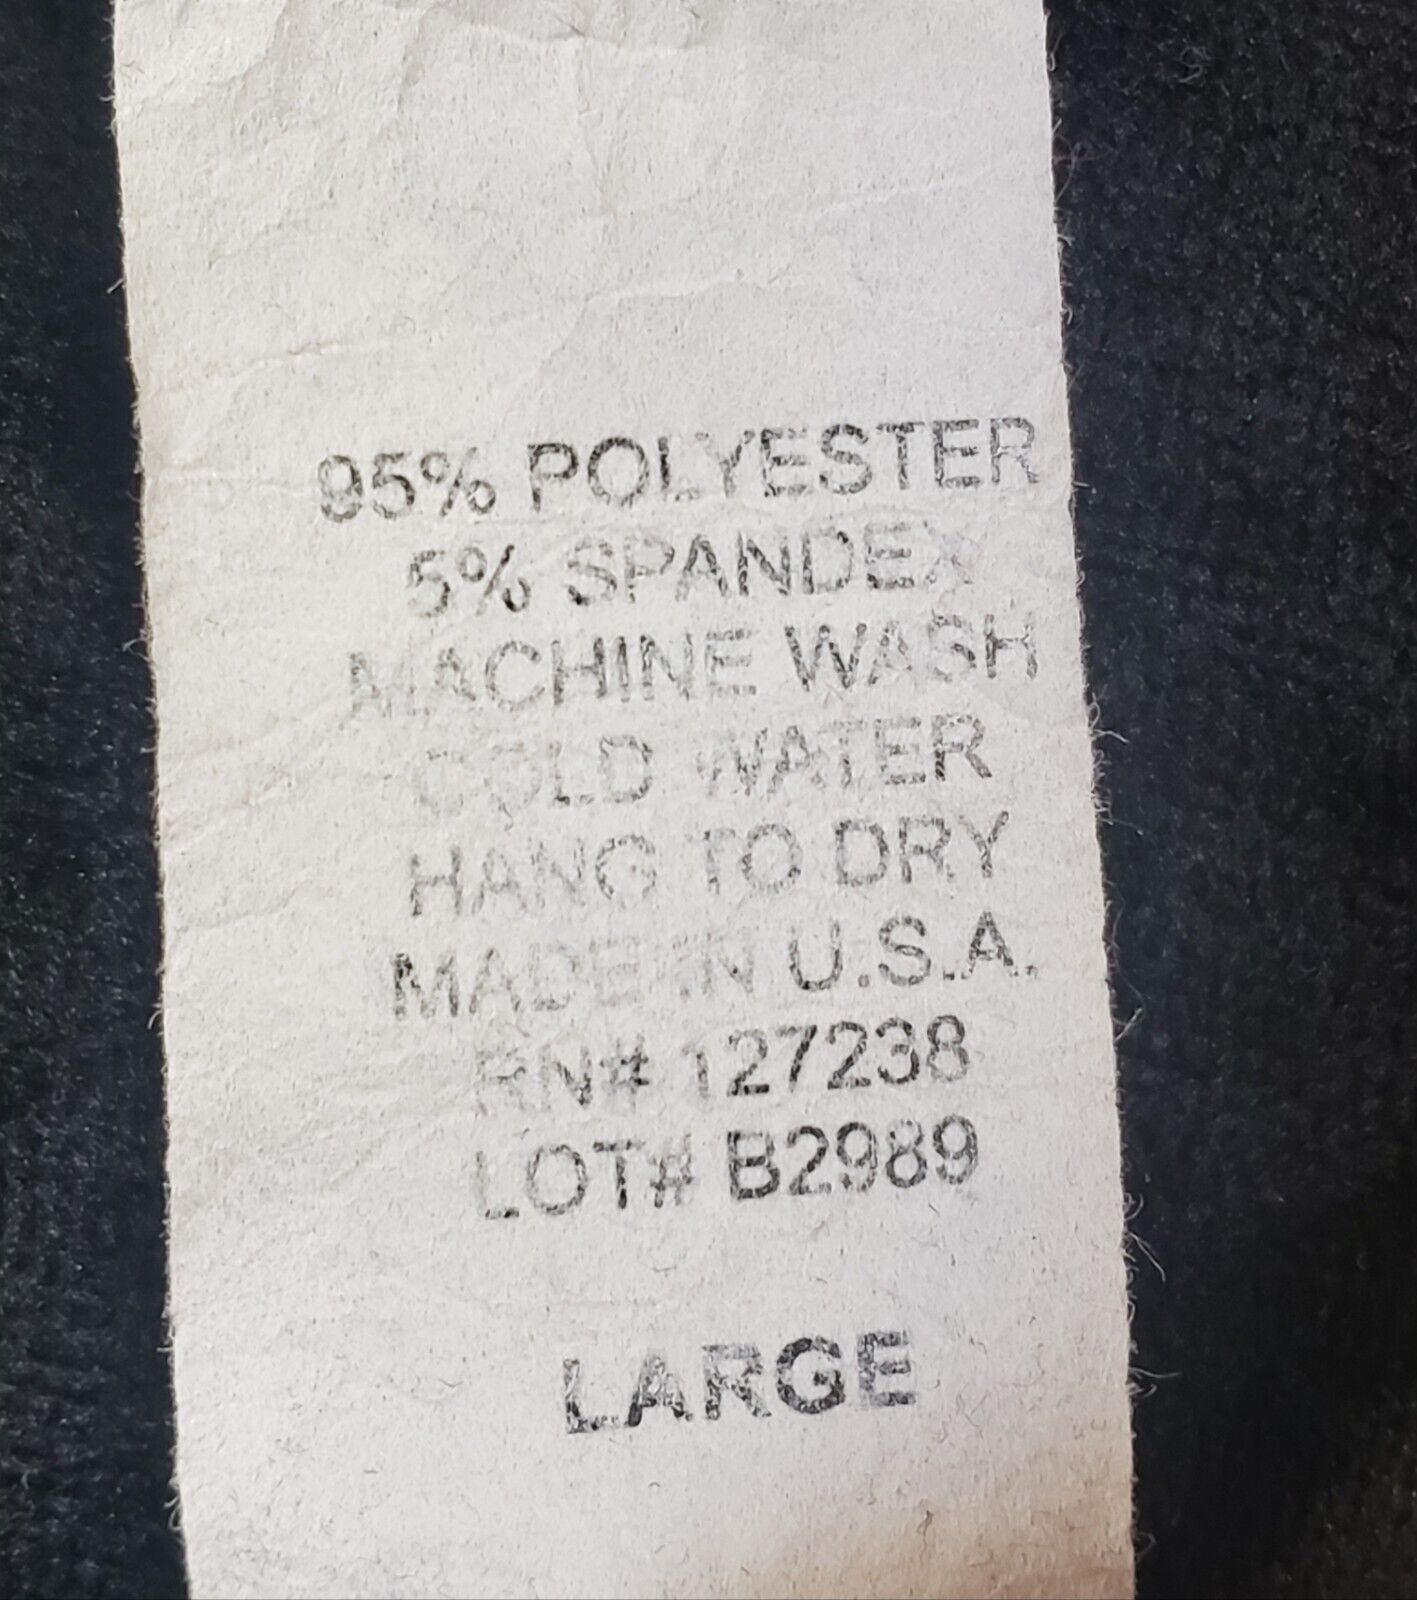 95% POLYESTER
5% SPANDEX
MACHINE WASH
COLD WATER
HANG TO DRY
MADE IN U.S.A.
RN# 127238
LOT# B2989
LARGE